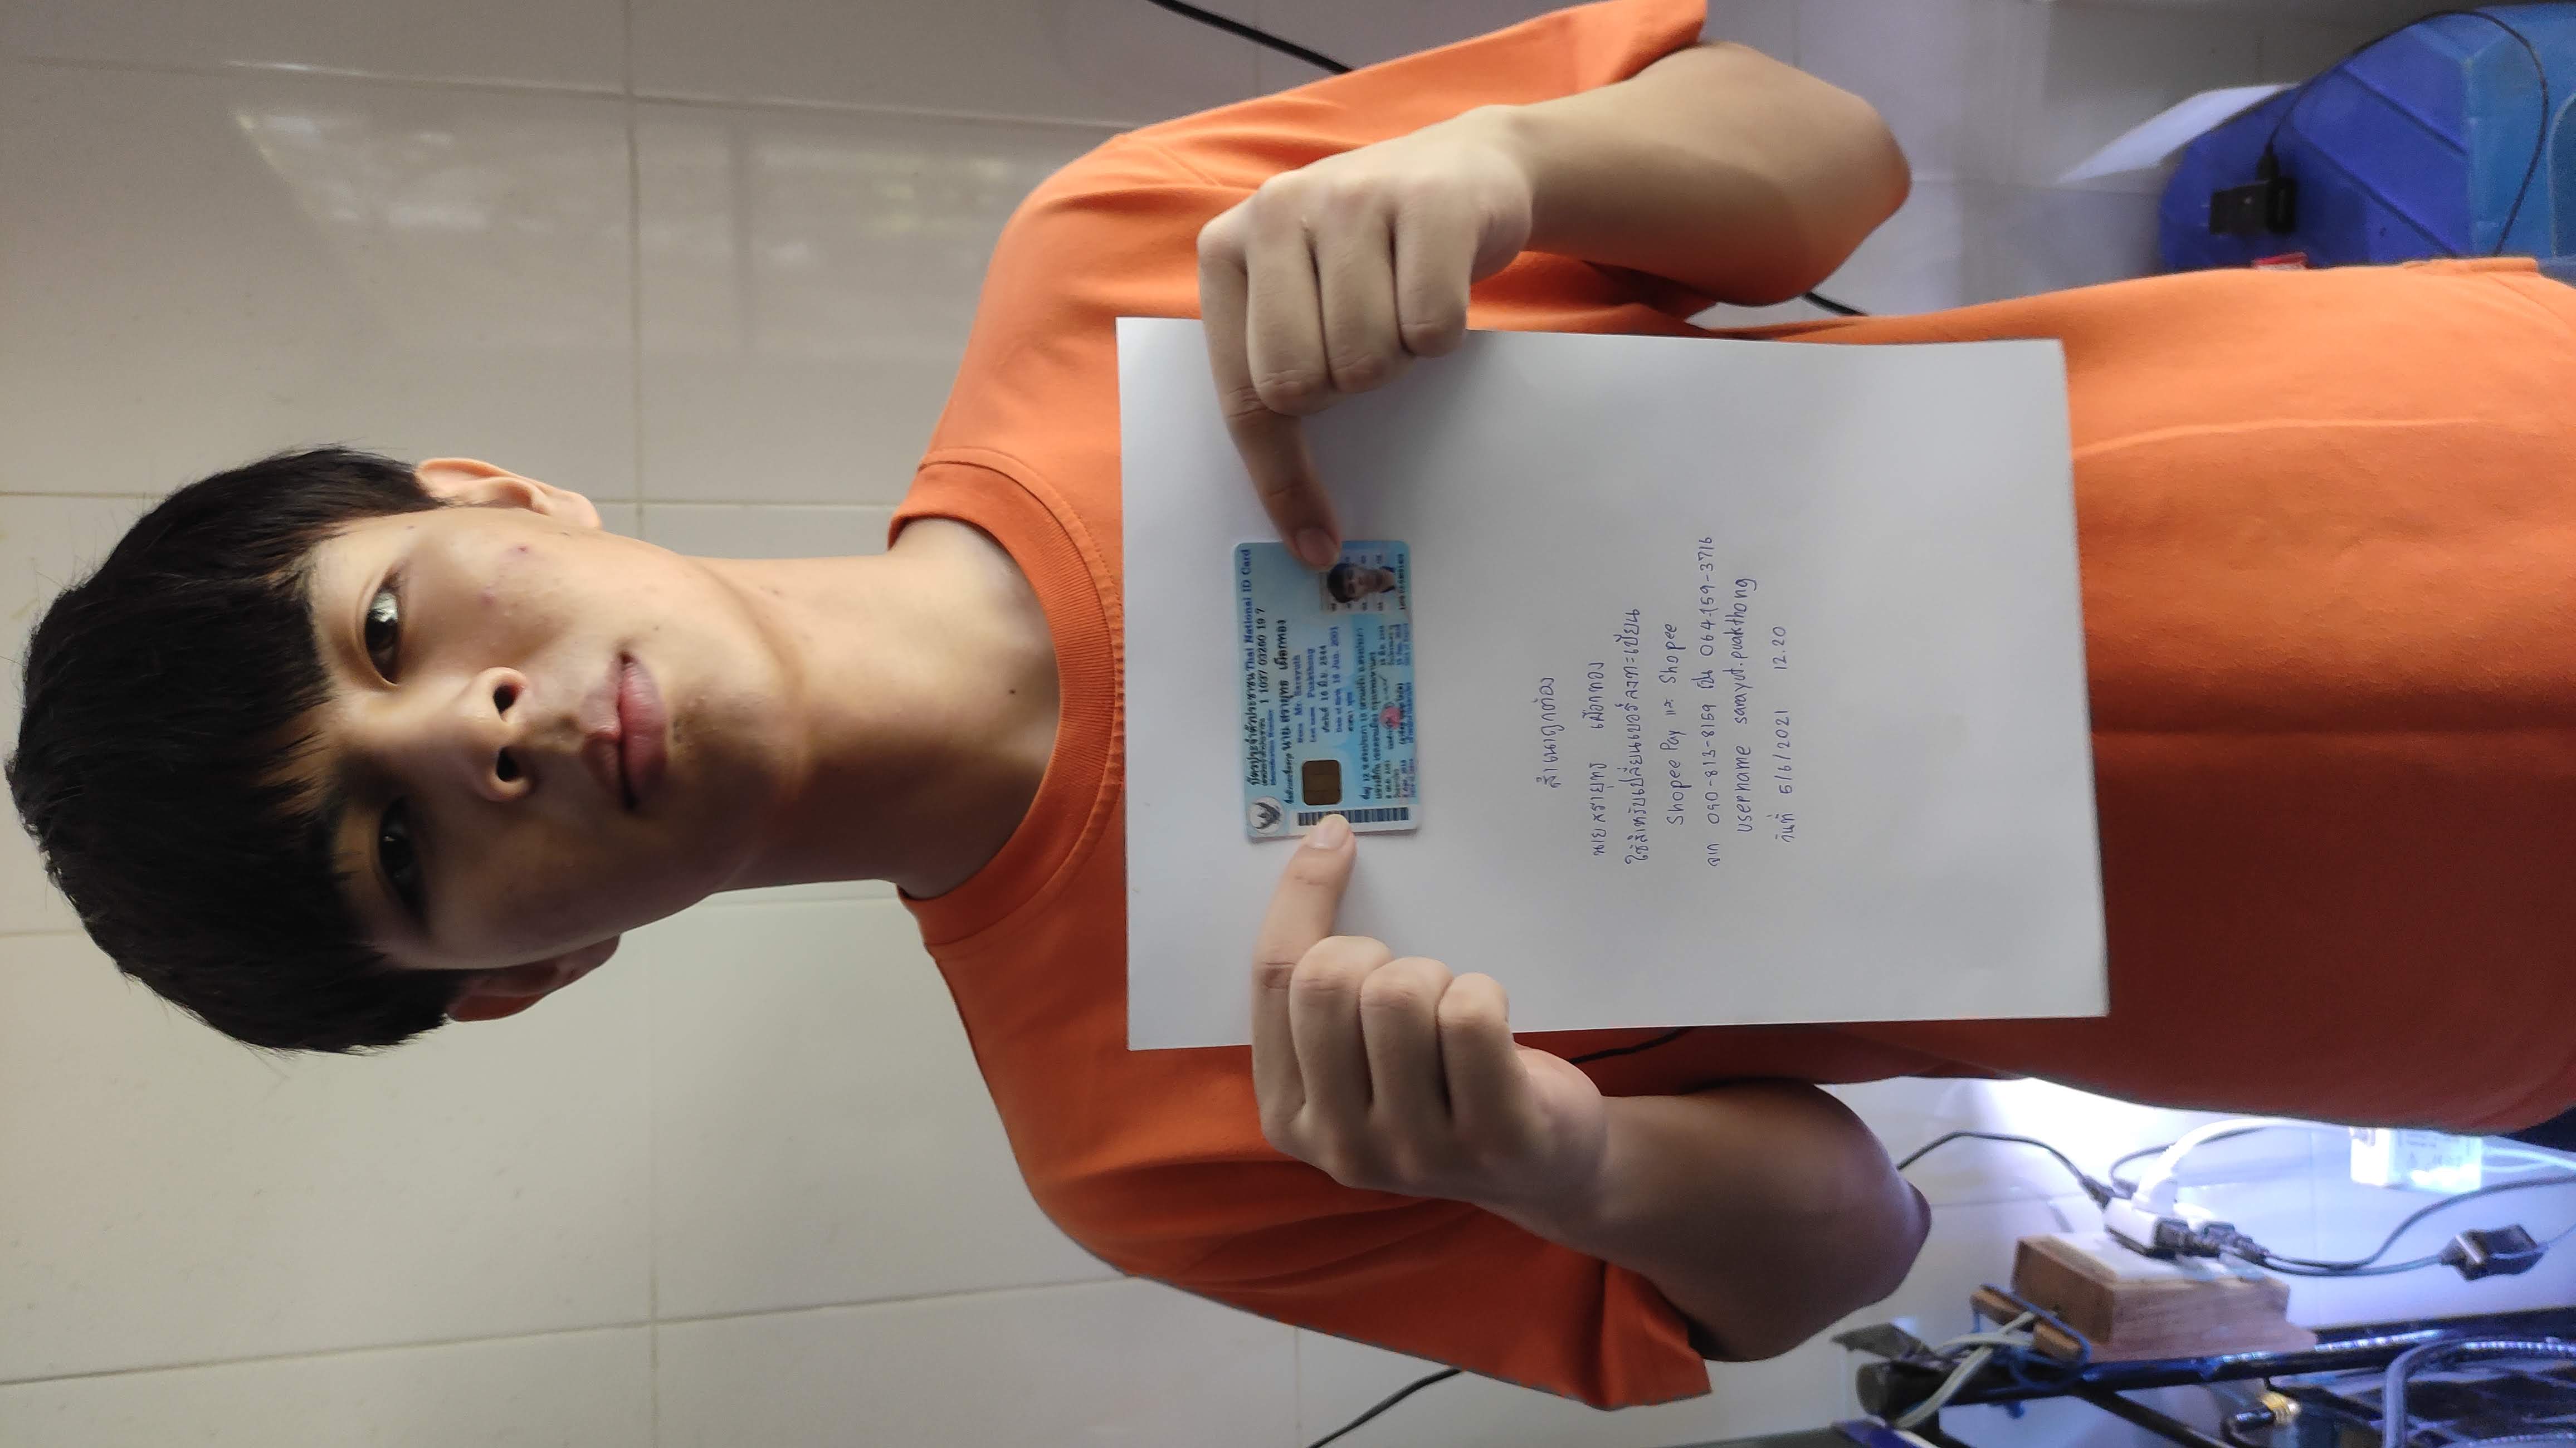 บัตรประจำตัวประชาชน Thai National ID Card
เลขประจำตัวประชาชน 1 1037 03260 19 7
Identification Number
ชื่อตัวและชื่อสกุล นาย สรายุทธ เผือกทอง
Name Mr. Sarayuth
Last name Puakthong
เกิดวันที่ 16 มิ.ย. 2544
Date of Birth 16 Jun. 2001
ศาสนา พุทธ
สำเนาถูกต้อง
นาย สรายุทธ เผือกทอง
ใช้สำหรับเปลี่ยนเบอร์ลงทะเบียน
Shopee Pay และ Shopee
จาก 090-813-8159 เป็น 064-159-3716
username sarayut.puakthong
วันที่ 5/6/2021 12.20